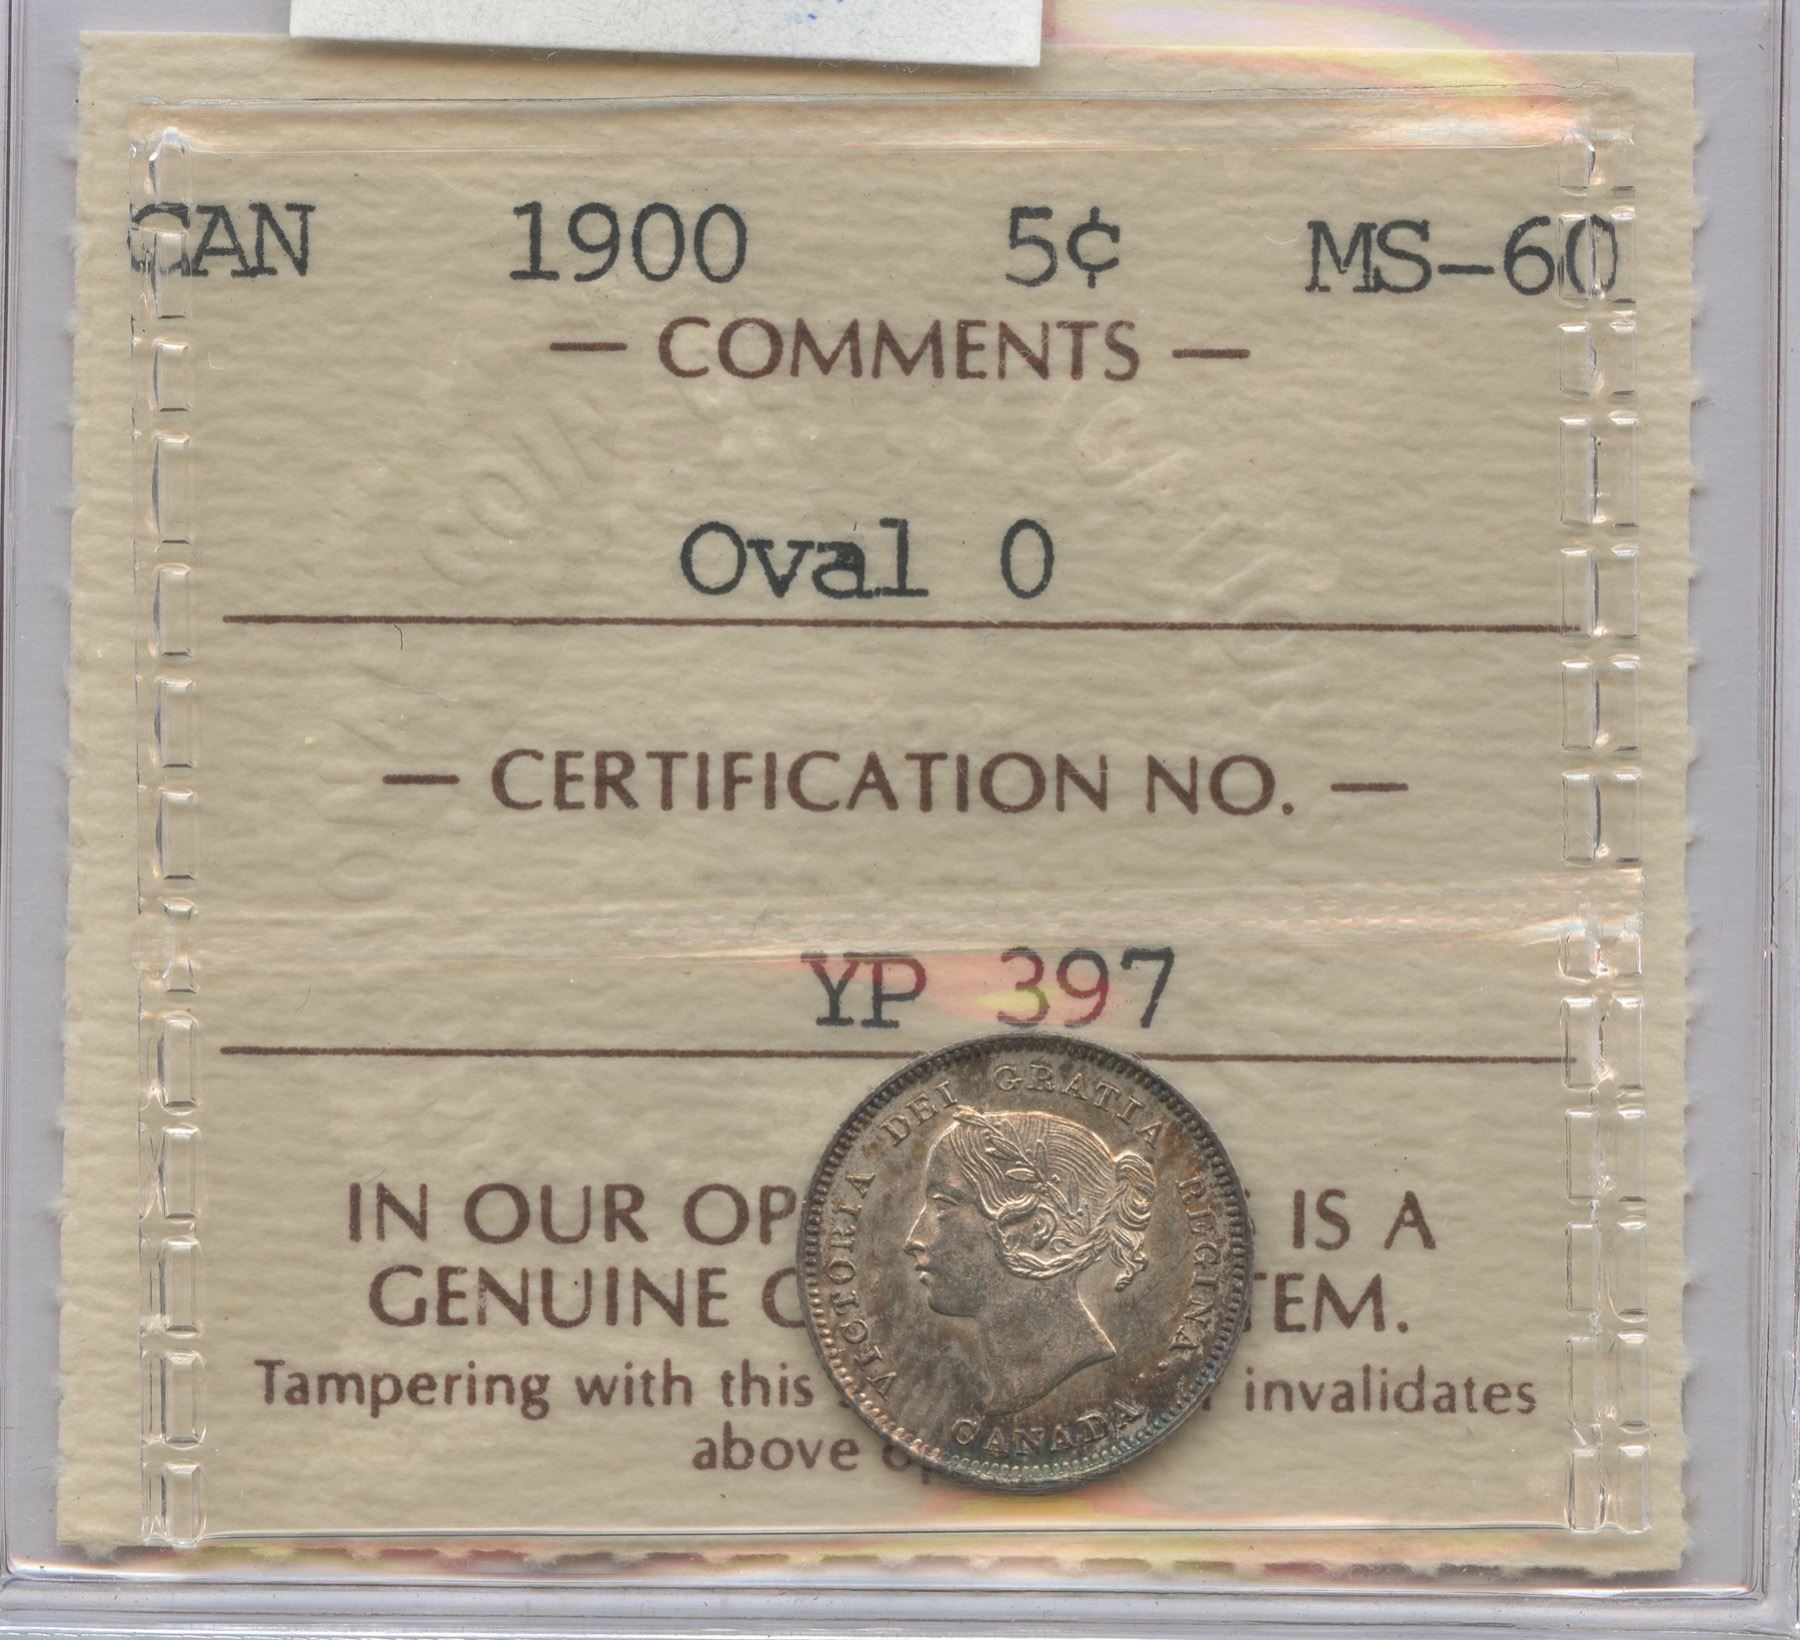 CAN 1900 5¢ MS-60
— COMMENTS —
Oval 0
— CERTIFICATION NO. —
YP 397
IN OUR OP IS A
GENUINE C TEM.
Tampering with this invalidates
above op
VICTORIA DEI GRATIA REGINA.
CANADA